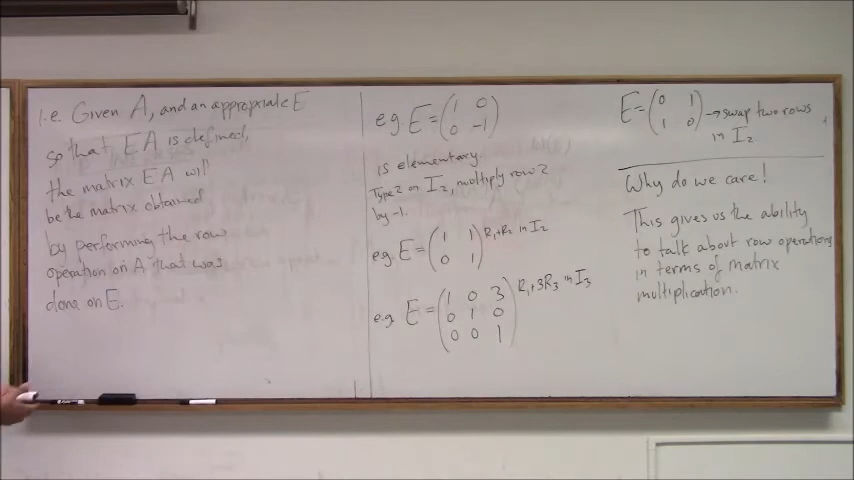 i.e. Given A, and an appropriate E
so that EA is defined,
the matrix EA will
be the matrix obtained
by performing the row
operation on A that was
done on E.
e.g. E = (1 0
0 -1)
is elementary.
Type 2 on I2, multiply row 2
by -1.
e.g. E = (1 1
0 1) R1+R2 in I2
e.g. E = (1 0 3
0 1 0
0 0 1) R1+3R3 in I3
E = (0 1
1 0) → swap two rows
in I2
Why do we care!
This gives us the ability
to talk about row operations
in terms of matrix
multiplication.